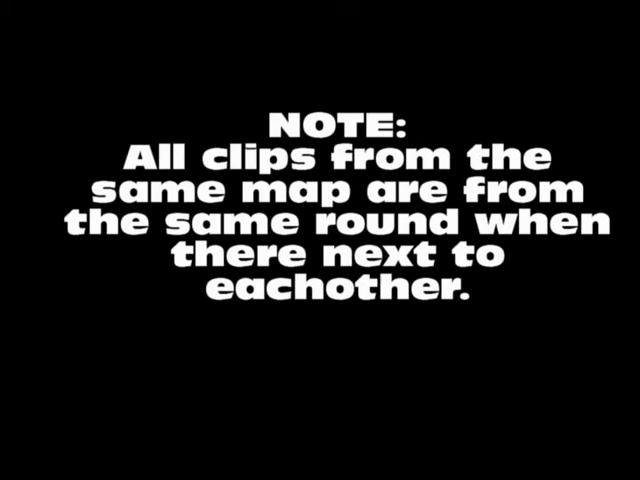 NOTE:
All clips from the
same map are from
the same round when
there next to
eachother.